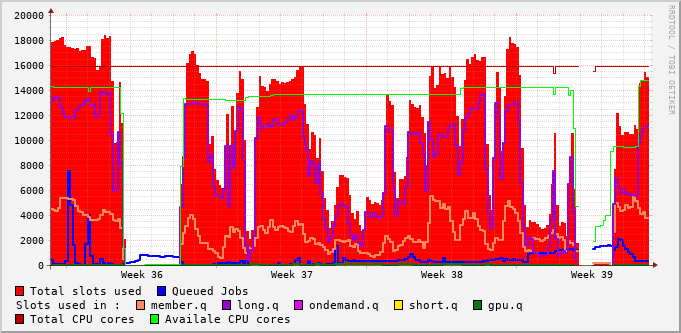 20000
18000
16000
14000
12000
10000
8000
6000
4000
2000
0
Week 36 Week 37 Week 38 Week 39
RRDTOOL / TOBI OETIKER
Total slots used Queued Jobs
Slots used in : member.q long.q ondemand.q short.q gpu.q
Total CPU cores Availale CPU cores